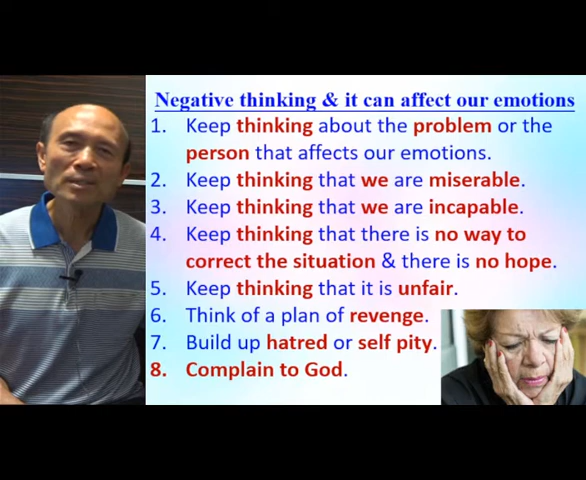 Negative thinking & it can affect our emotions
1. Keep thinking about the problem or the
person that affects our emotions.
2. Keep thinking that we are miserable.
3. Keep thinking that we are incapable.
4. Keep thinking that there is no way to
correct the situation & there is no hope.
5. Keep thinking that it is unfair.
6. Think of a plan of revenge.
7. Build up hatred or self pity.
8. Complain to God.